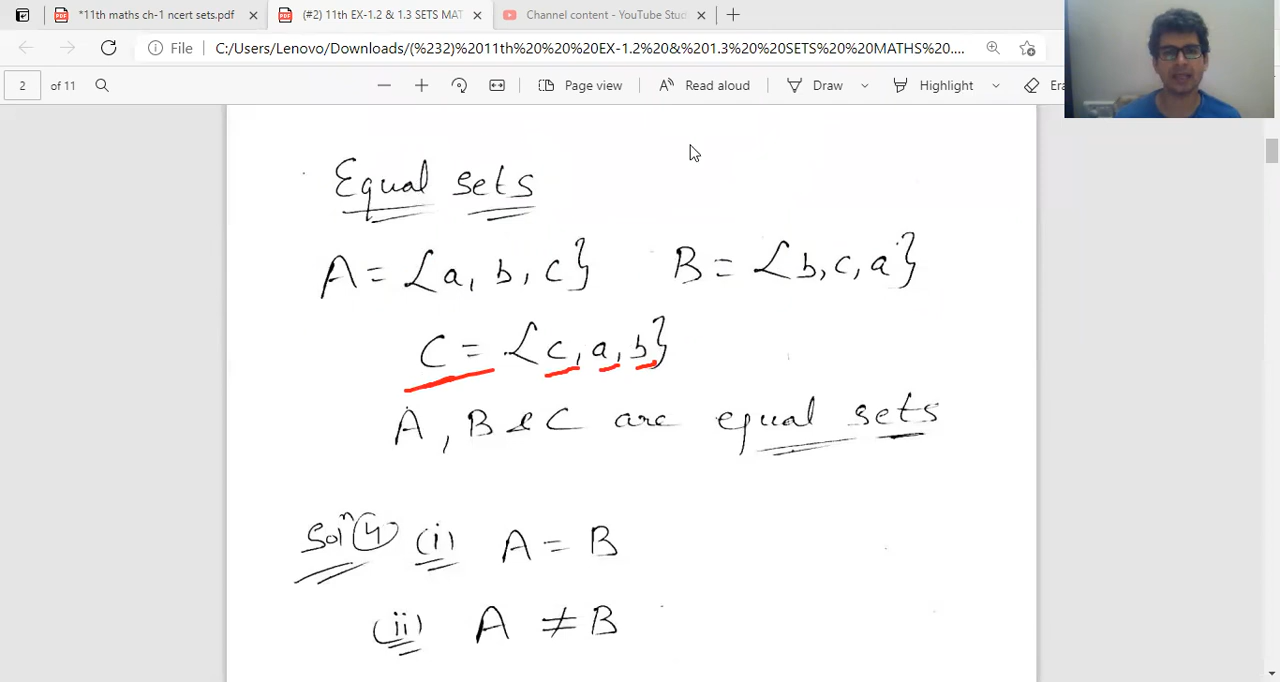 *11th maths ch-1 ncert sets.pdf
(#2) 11th EX-1.2 & 1.3 SETS MAT
Channel content - YouTube Stud
File
C:/Users/Lenovo/Downloads/(%232)%2011th%20%20%20EX-1.2%20&%201.3%20%20SETS%20%20MATHS%20....
2 of 11
Page view
Read aloud
Draw
Highlight
Era
Equal sets
A = {a, b, c} B = {b, c, a}
C = {c, a, b}
A, B & C are equal sets
Solⁿ (4) (i) A = B
(ii) A ≠ B